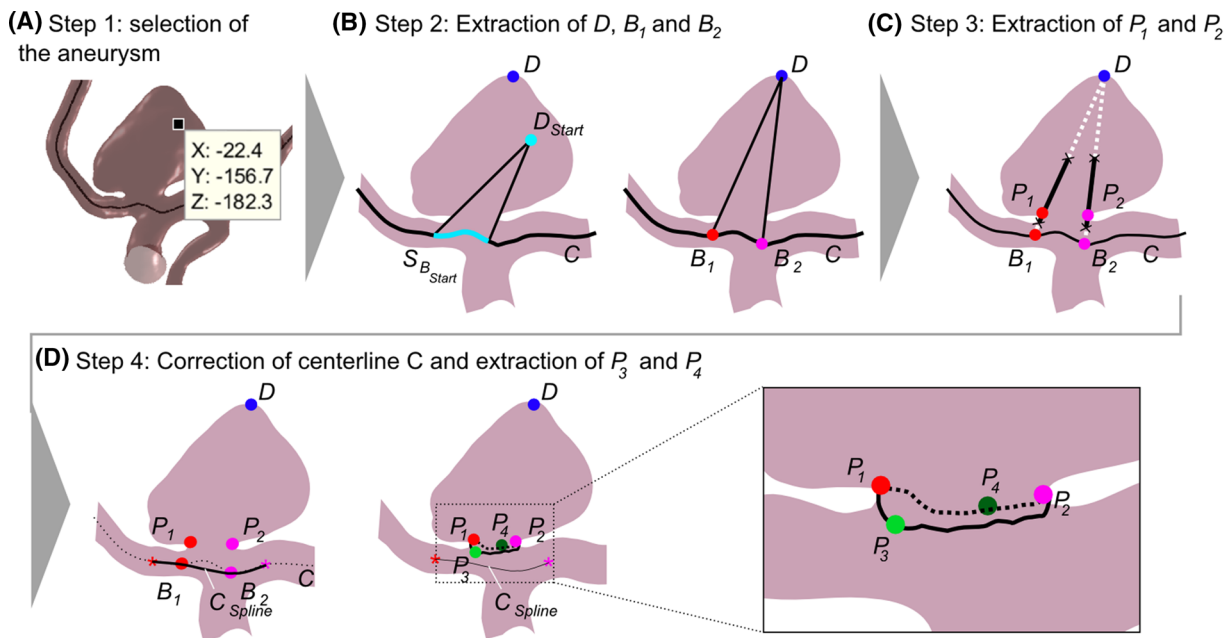 (A) Step 1: selection of
the aneurysm
X: -22.4
Y: -156.7
Z: -182.3
(B) Step 2: Extraction of D, B1 and B2
D
DStart
SBStart
C
D
B1
B2
C
(C) Step 3: Extraction of P1 and P2
D
P1
P2
B1
B2
C
(D) Step 4: Correction of centerline C and extraction of P3 and P4
D
P1
P2
B1
B2
CSpline
C
D
P1
P4
P2
P3
CSpline
P1
P4
P2
P3